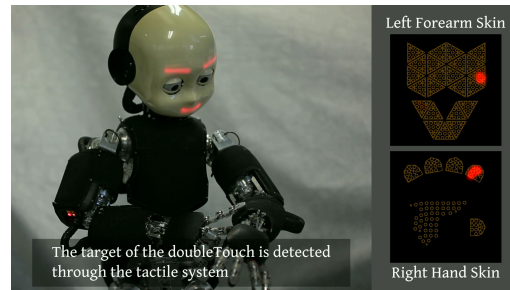 Left Forearm Skin
The target of the doubleTouch is detected
through the tactile system
Right Hand Skin